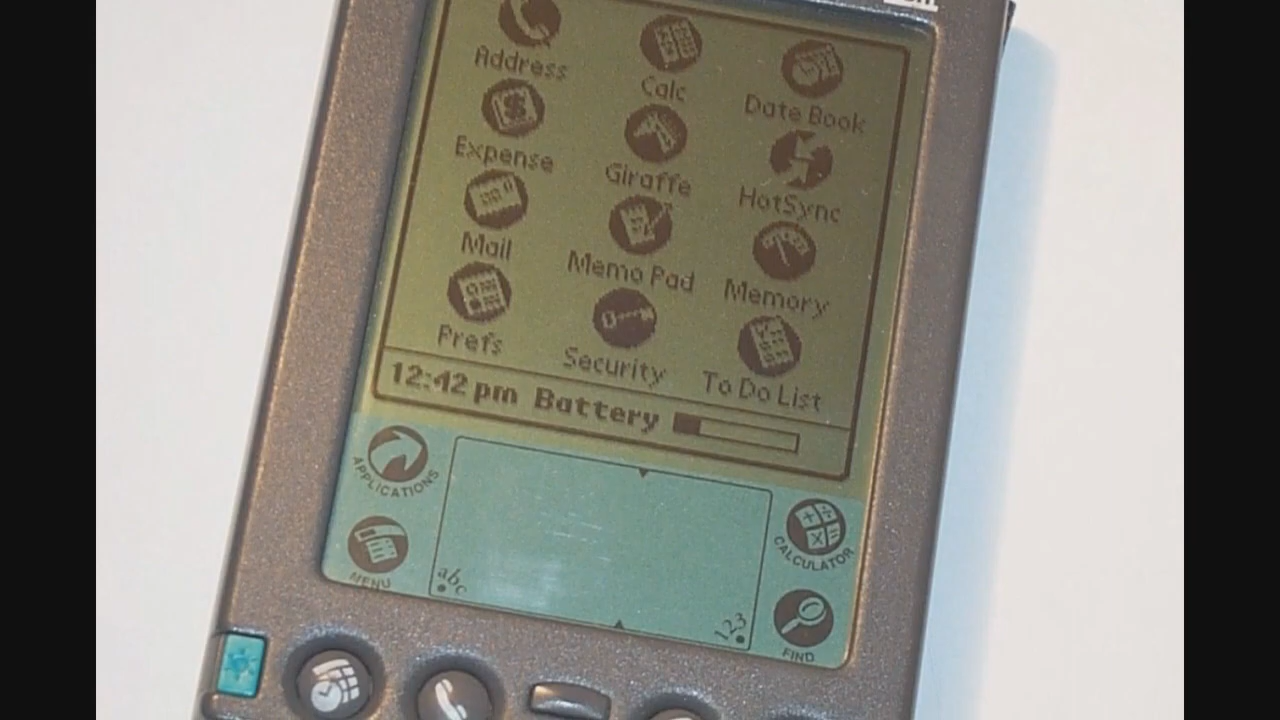 Address Calc Date Book
Expense Giraffe HotSync
Mail Memo Pad Memory
Prefs Security To Do List
12:42 pm Battery
APPLICATIONS
CALCULATOR
MENU
abc
123
FIND